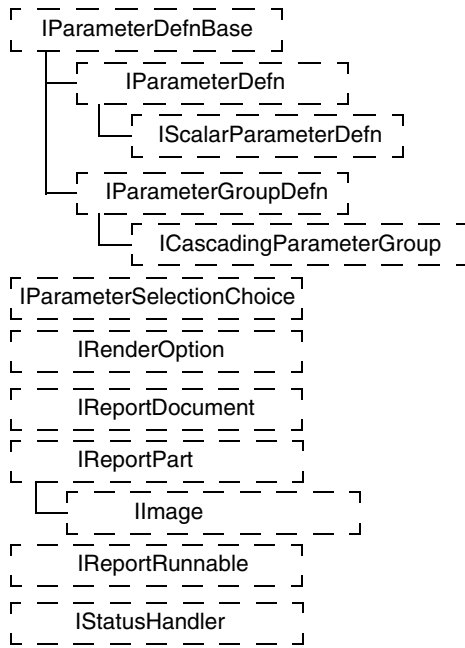 IParameterDefnBase
IParameterDefn
IScalarParameterDefn
IParameterGroupDefn
ICascadingParameterGroup
IParameterSelectionChoice
IRenderOption
IReportDocument
IReportPart
IImage
IReportRunnable
IStatusHandler